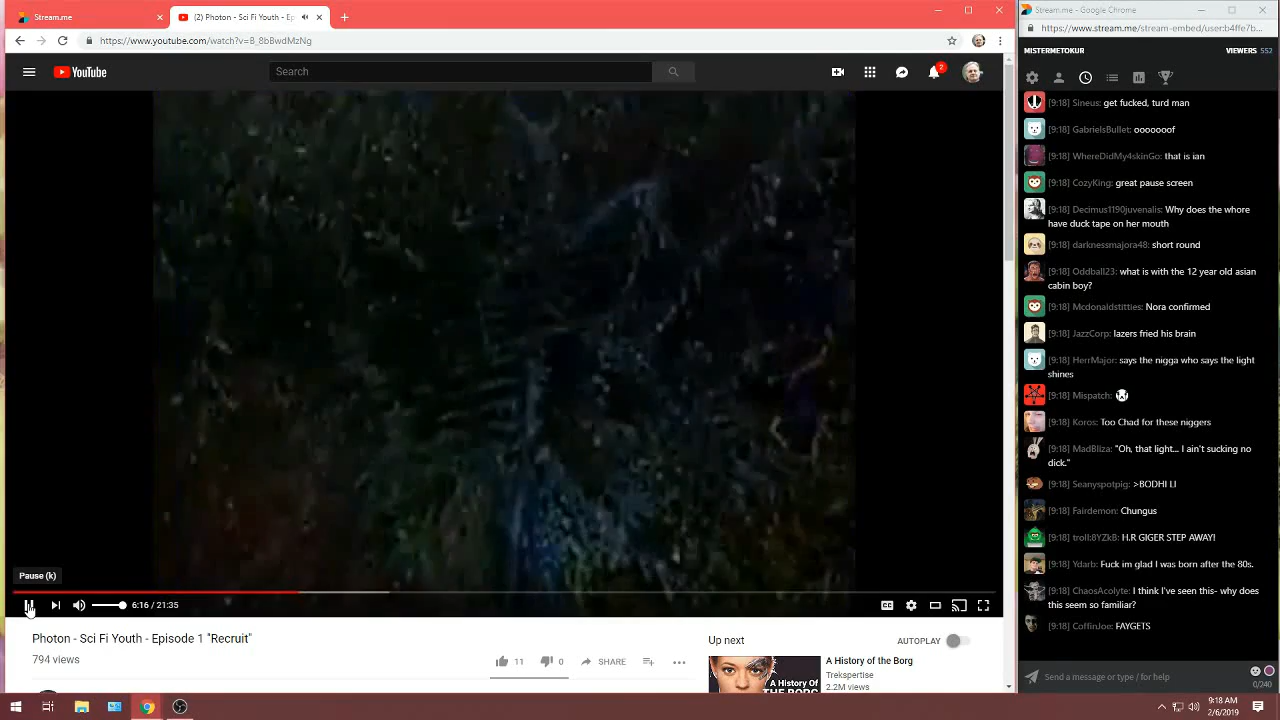 Stream.me
(2) Photon - Sci Fi Youth - Ep
Stream.me - Google Chrome
https://www.youtube.com/watch?v=B_8bBwdMzNg
https://www.stream.me/stream-embed/user:b4ffe7b...
MISTERMETOKUR
VIEWERS 552
YouTube
Search
2
[9:18] Sineus: get fucked, turd man
[9:18] GabrielsBullet: ooooooof
[9:18] WhereDidMy4skinGo: that is ian
[9:18] CozyKing: great pause screen
[9:18] Decimus1190juvenalis: Why does the whore
have duck tape on her mouth
[9:18] darknessmajora48: short round
[9:18] Oddball23: what is with the 12 year old asian
cabin boy?
[9:18] Mcdonaldstitties: Nora confirmed
[9:18] JazzCorp: lazers fried his brain
[9:18] HerrMajor: says the nigga who says the light
shines
[9:18] Mispatch:
[9:18] Koros: Too Chad for these niggers
[9:18] MadBliza: "Oh, that light... I ain't sucking no
dick."
[9:18] Seanyspotpig: >BODHI LI
[9:18] Fairdemon: Chungus
[9:18] troll:8YZkB: H.R GIGER STEP AWAY!
[9:18] Ydarb: Fuck im glad I was born after the 80s.
[9:18] ChaosAcolyte: I think I've seen this- why does
this seem so familiar?
[9:18] CoffinJoe: FAYGETS
Pause (k)
6:16 / 21:35
CC
Photon - Sci Fi Youth - Episode 1 "Recruit"
794 views
11
0
SHARE
Up next
AUTOPLAY
A History Of
THE BORG
A History of the Borg
Trekspertise
2.2M views
Send a message or type / for help
0/240
9:18 AM
2/6/2019